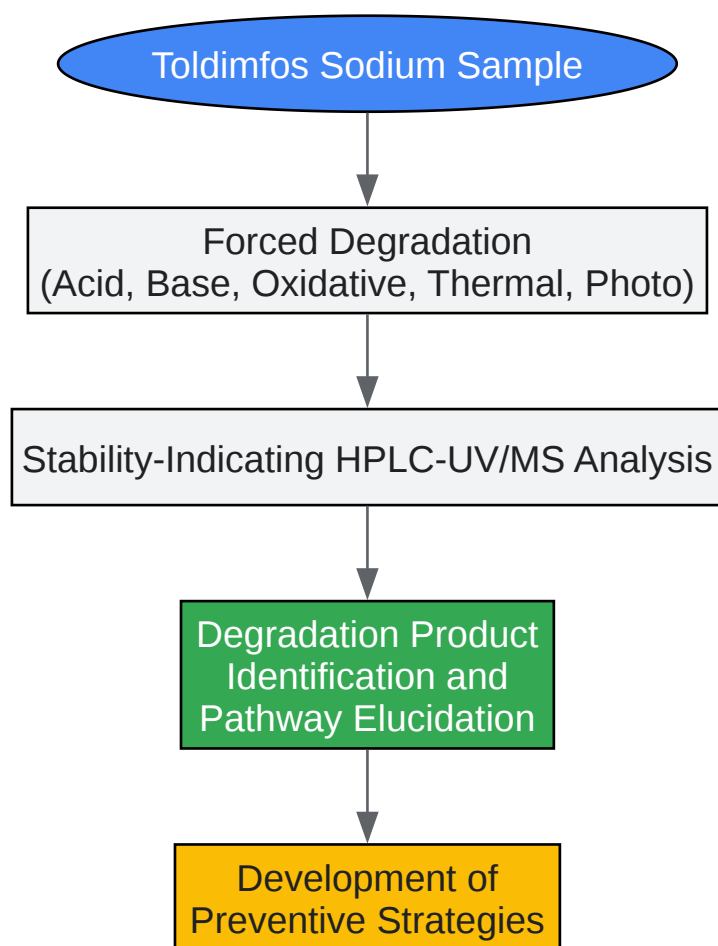 Toldimfos Sodium Sample
Forced Degradation
(Acid, Base, Oxidative, Thermal, Photo)
Stability-Indicating HPLC-UV/MS Analysis
Degradation Product
Identification and
Pathway Elucidation
Development of
Preventive Strategies